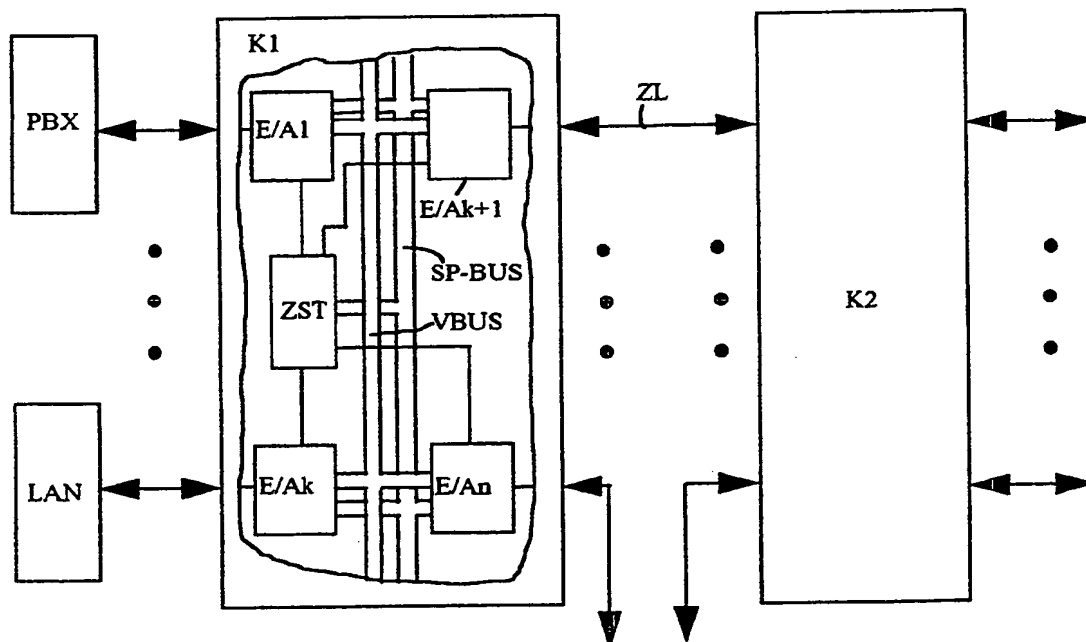 K1
PBX
E/A1
ZL
E/Ak+1
SP-BUS
ZST
VBUS
K2
LAN
E/Ak
E/An